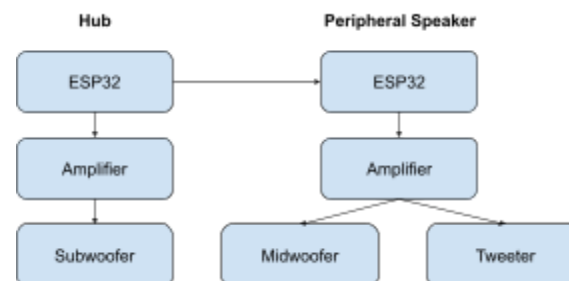 Hub
Peripheral Speaker
ESP32
ESP32
Amplifier
Amplifier
Subwoofer
Midwoofer
Tweeter